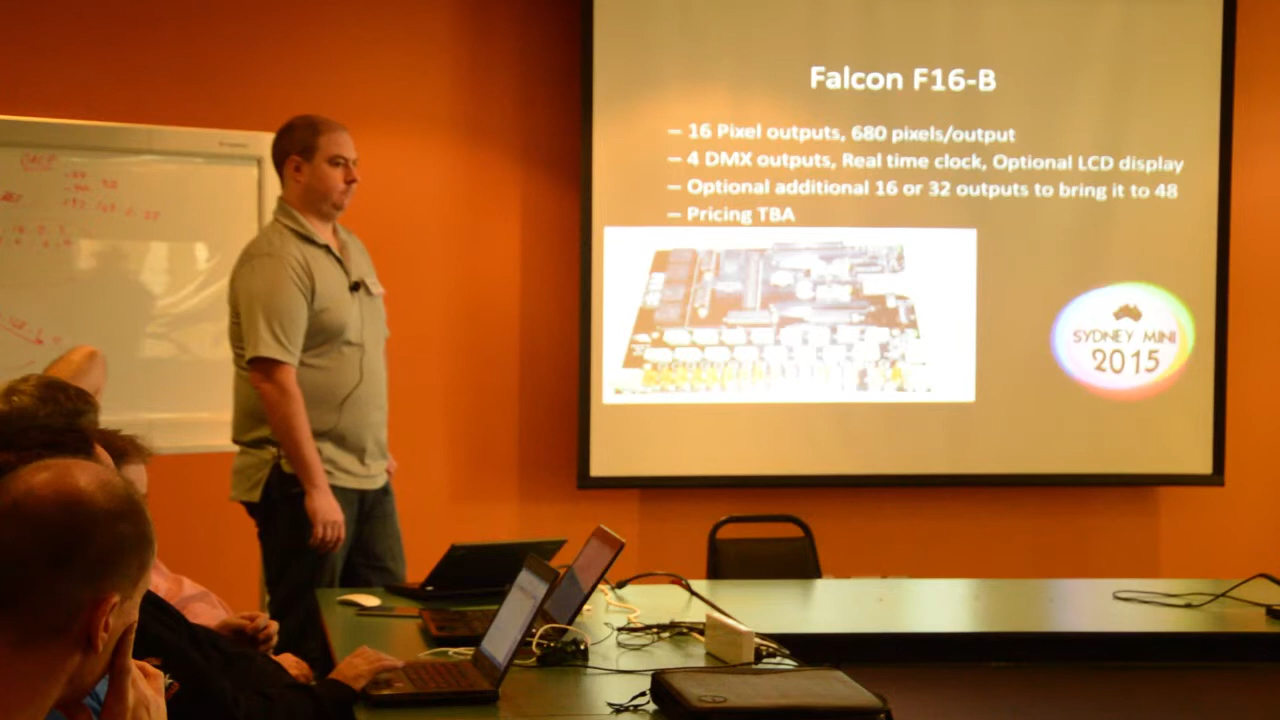 Falcon F16-B
– 16 Pixel outputs, 680 pixels/output
– 4 DMX outputs, Real time clock, Optional LCD display
– Optional additional 16 or 32 outputs to bring it to 48
– Pricing TBA
SYDNEY MINI
2015